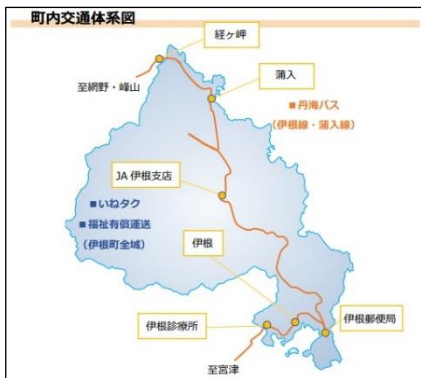 町内交通体系図
経ヶ岬
蒲入
至網野・峰山
■丹海バス
(伊根線・蒲入線)
JA伊根支店
■いねタク
■福祉有償運送
(伊根町全域)
伊根
伊根診療所
伊根郵便局
至宮津